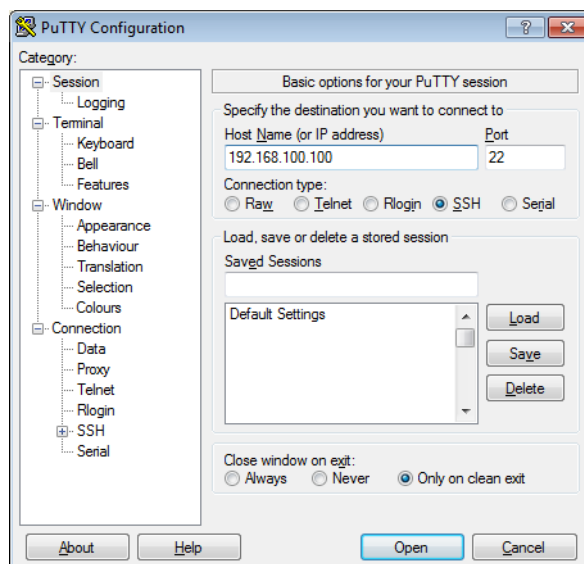 PuTTY Configuration
Category:
Session
Logging
Terminal
Keyboard
Bell
Features
Window
Appearance
Behaviour
Translation
Selection
Colours
Connection
Data
Proxy
Telnet
Rlogin
SSH
Serial
Basic options for your PuTTY session
Specify the destination you want to connect to
Host Name (or IP address) Port
192.168.100.100 22
Connection type:
Raw Telnet Rlogin SSH Serial
Load, save or delete a stored session
Saved Sessions
Default Settings
Load
Save
Delete
Close window on exit:
Always Never Only on clean exit
About Help Open Cancel